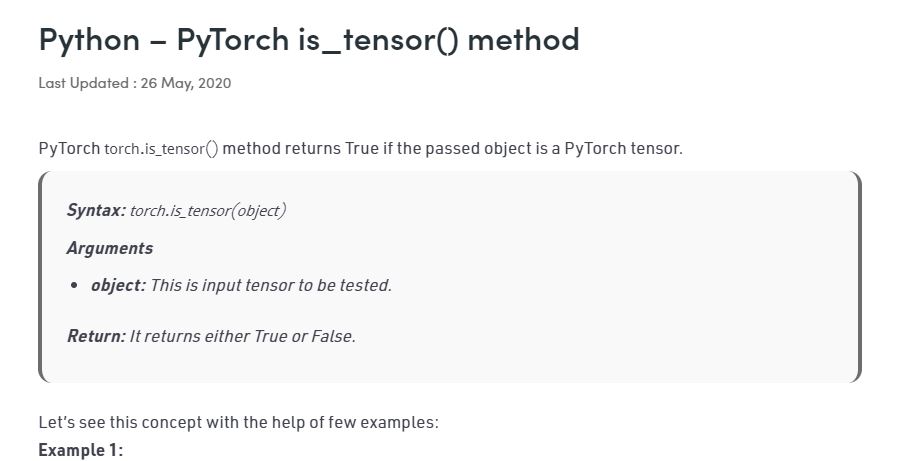 Python – PyTorch is_tensor() method
Last Updated : 26 May, 2020
PyTorch torch.is_tensor() method returns True if the passed object is a PyTorch tensor.
Syntax: torch.is_tensor(object)
Arguments
• object: This is input tensor to be tested.
Return: It returns either True or False.
Let's see this concept with the help of few examples:
Example 1: